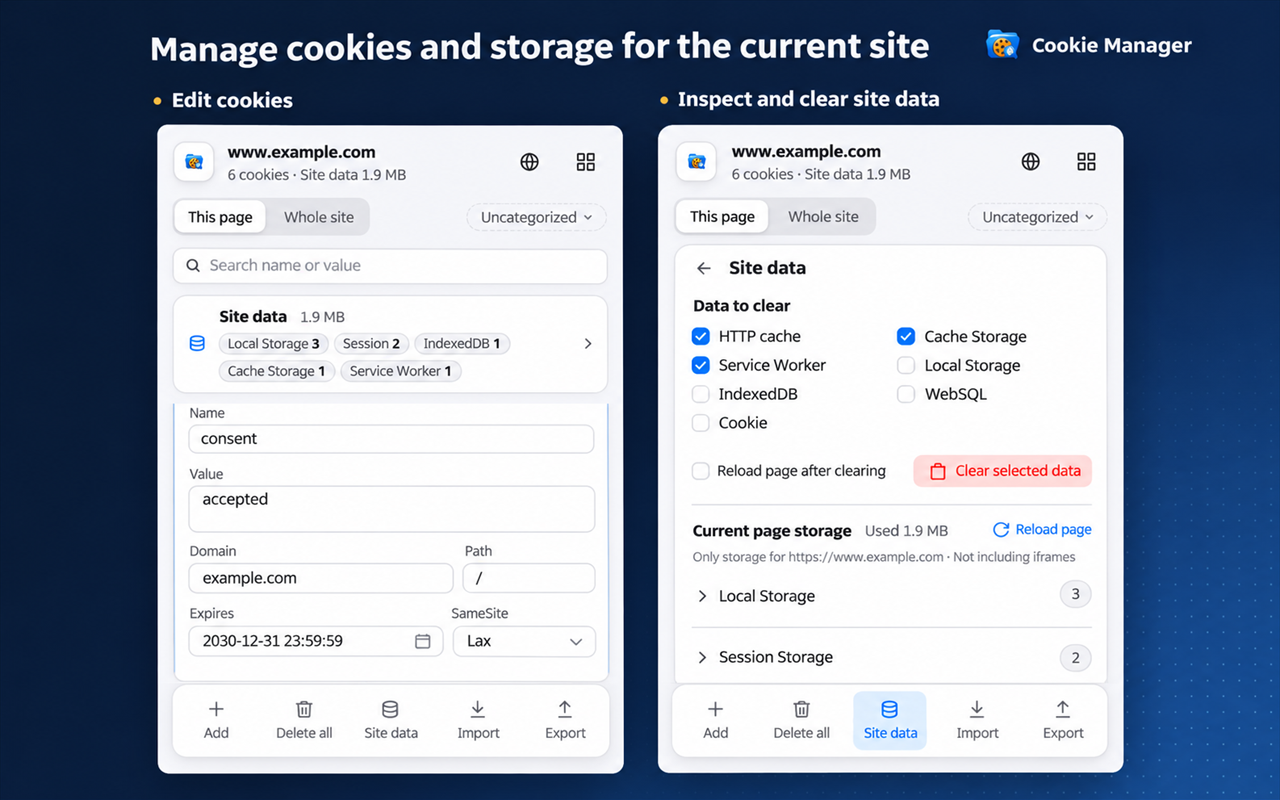 Manage cookies and storage for the current site
Cookie Manager
• Edit cookies
www.example.com
6 cookies · Site data 1.9 MB
This page
Whole site
Uncategorized
Search name or value
Site data 1.9 MB
Local Storage 3 Session 2 IndexedDB 1
Cache Storage 1 Service Worker 1
Name
consent
Value
accepted
Domain Path
example.com /
Expires SameSite
2030-12-31 23:59:59 Lax
Add Delete all Site data Import Export
• Inspect and clear site data
www.example.com
6 cookies · Site data 1.9 MB
This page
Whole site
Uncategorized
Site data
Data to clear
HTTP cache Cache Storage
Service Worker Local Storage
IndexedDB WebSQL
Cookie
Reload page after clearing Clear selected data
Current page storage Used 1.9 MB Reload page
Only storage for https://www.example.com · Not including iframes
Local Storage 3
Session Storage 2
Add Delete all Site data Import Export